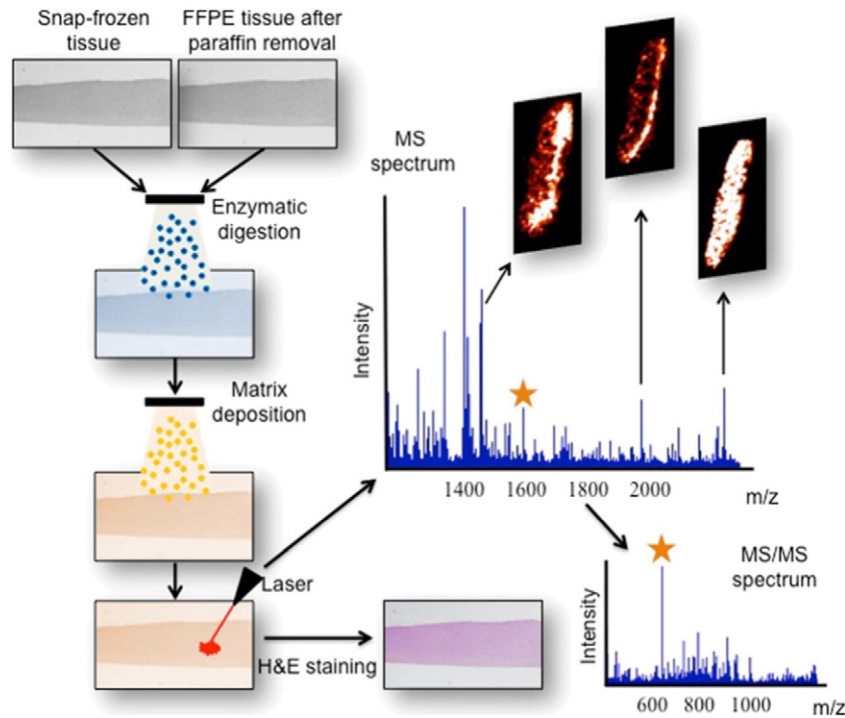 Snap-frozen
tissue
FFPE tissue after
paraffin removal
Enzymatic
digestion
Matrix
deposition
Laser
H&E staining
MS
spectrum
Intensity
1400 1600 1800 2000
m/z
MS/MS
spectrum
Intensity
600 800 1000
m/z